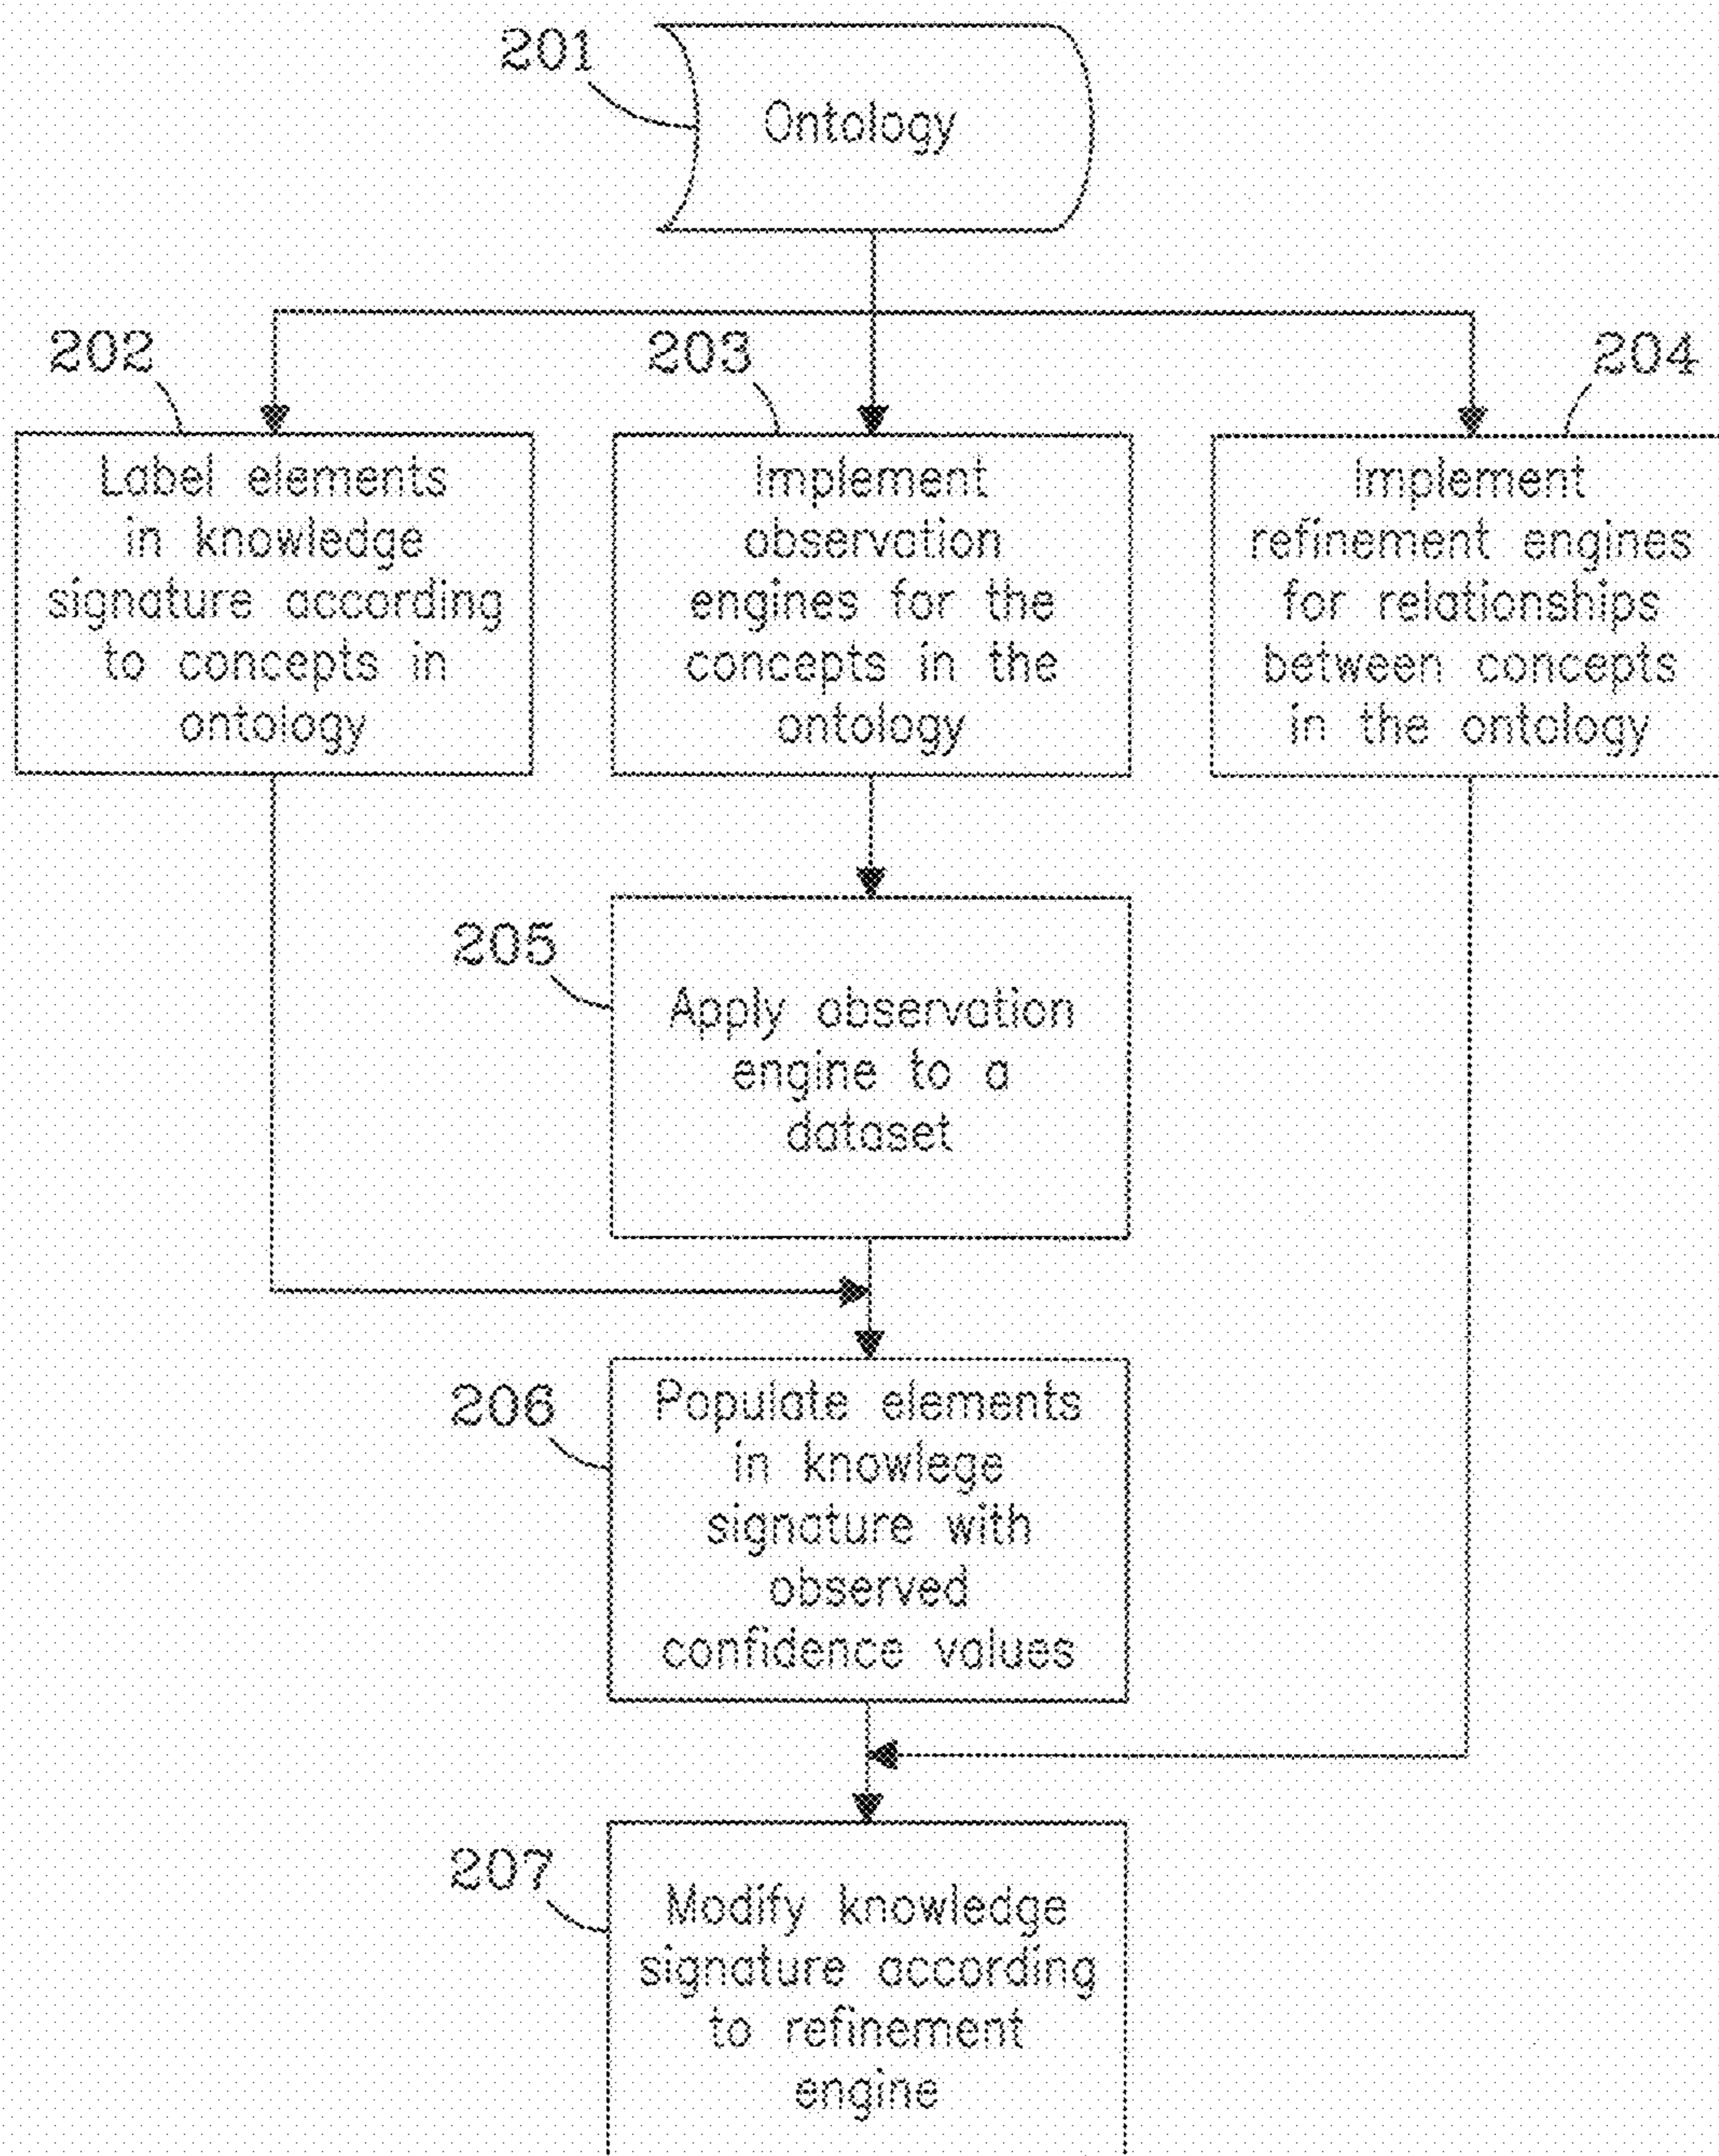 201
Ontology
202
Label elements
in knowledge
signature according
to concepts in
ontology
203
Implement
observation
engines for the
concepts in the
ontology
204
Implement
refinement engines
for relationships
between concepts
in the ontology
205
Apply observation
engine to a
dataset
206
Populate elements
in knowlege
signature with
observed
confidence values
207
Modify knowledge
signature according
to refinement
engine